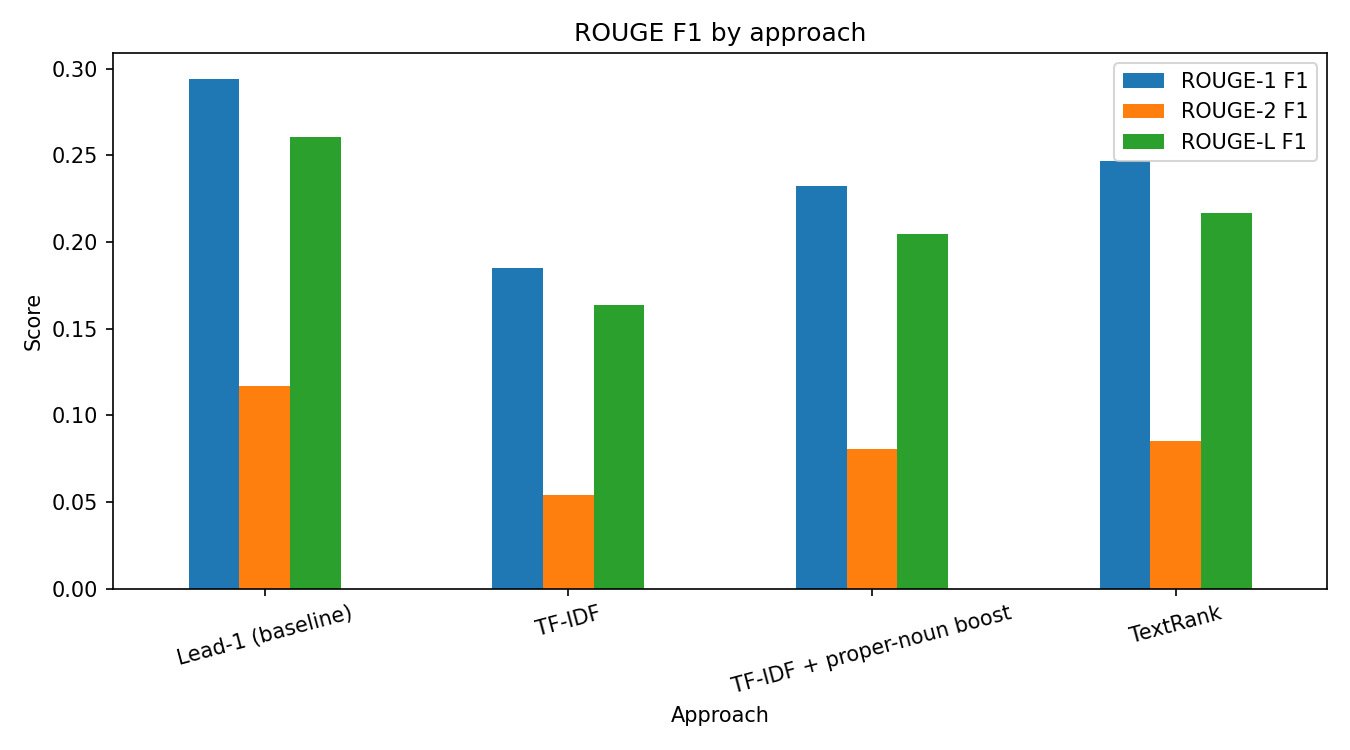 ROUGE F1 by approach
ROUGE-1 F1
ROUGE-2 F1
ROUGE-L F1
Score
0.30
0.25
0.20
0.15
0.10
0.05
0.00
Lead-1 (baseline)
TF-IDF
TF-IDF + proper-noun boost
TextRank
Approach